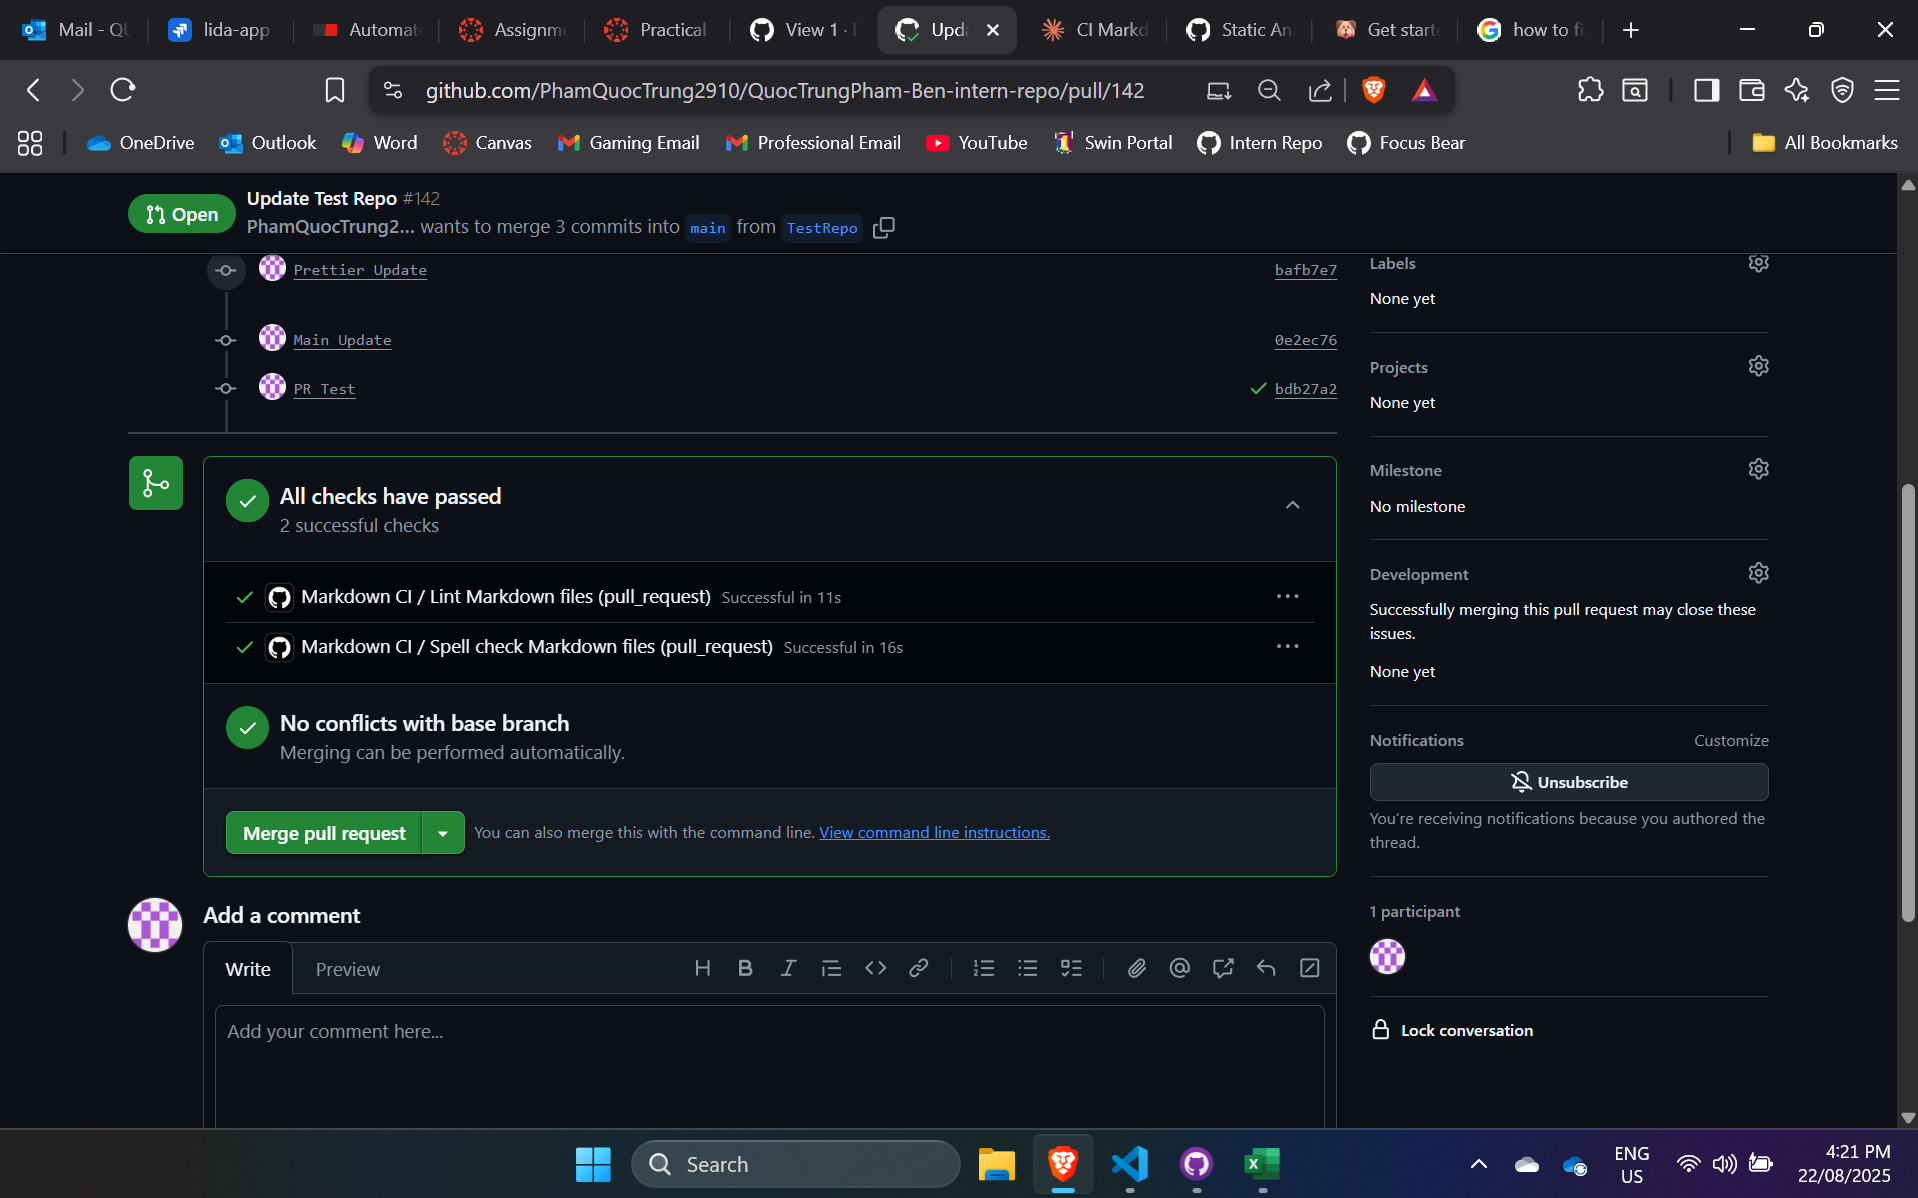 Mail - QU
lida-app
Automat
Assignme
Practical
View 1 ·
Upda
CI Markd
Static An
Get start
how to fi
github.com/PhamQuocTrung2910/QuocTrungPham-Ben-intern-repo/pull/142
OneDrive
Outlook
Word
Canvas
Gaming Email
Professional Email
YouTube
Swin Portal
Intern Repo
Focus Bear
All Bookmarks
Open
Update Test Repo #142
PhamQuocTrung2... wants to merge 3 commits into main from TestRepo
Prettier Update
bafb7e7
Main Update
0e2ec76
PR Test
bdb27a2
All checks have passed
2 successful checks
Markdown CI / Lint Markdown files (pull_request) Successful in 11s
Markdown CI / Spell check Markdown files (pull_request) Successful in 16s
No conflicts with base branch
Merging can be performed automatically.
Merge pull request
You can also merge this with the command line. View command line instructions.
Add a comment
Write
Preview
Add your comment here...
Labels
None yet
Projects
None yet
Milestone
No milestone
Development
Successfully merging this pull request may close these
issues.
None yet
Notifications
Customize
Unsubscribe
You're receiving notifications because you authored the
thread.
1 participant
Lock conversation
Search
ENG
US
4:21 PM
22/08/2025